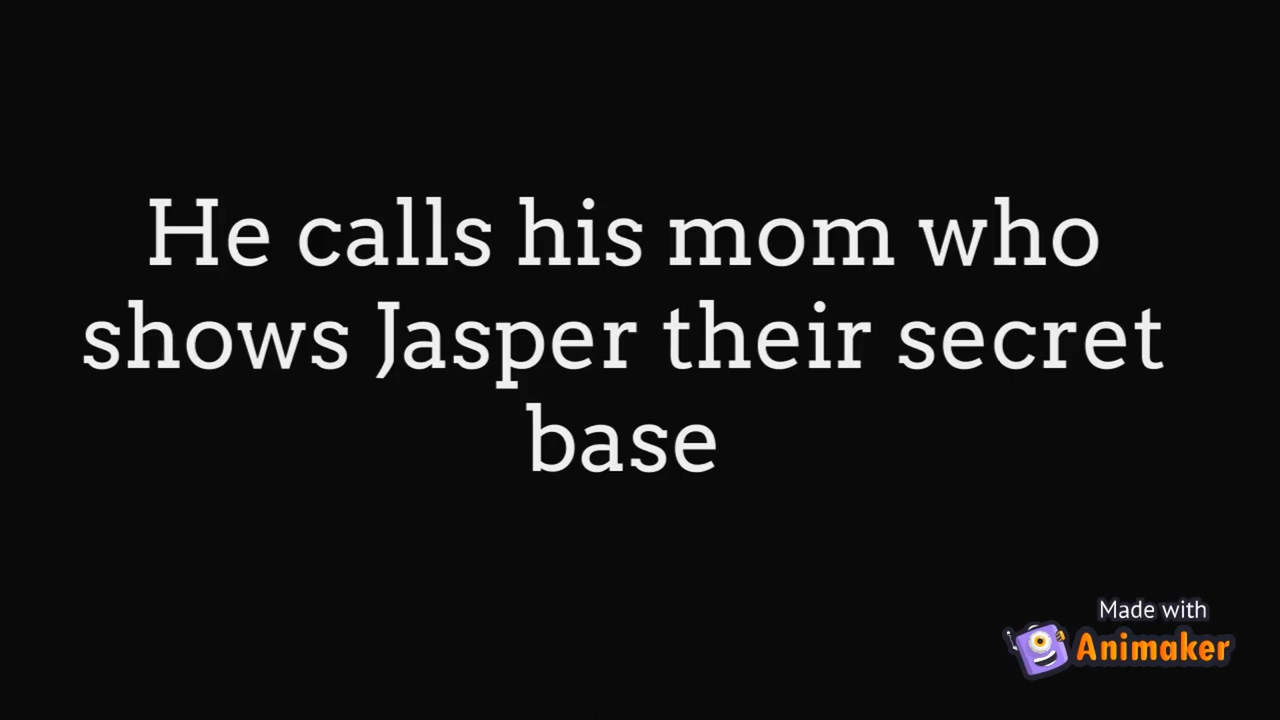 He calls his mom who
shows Jasper their secret
base
Made with
Animaker